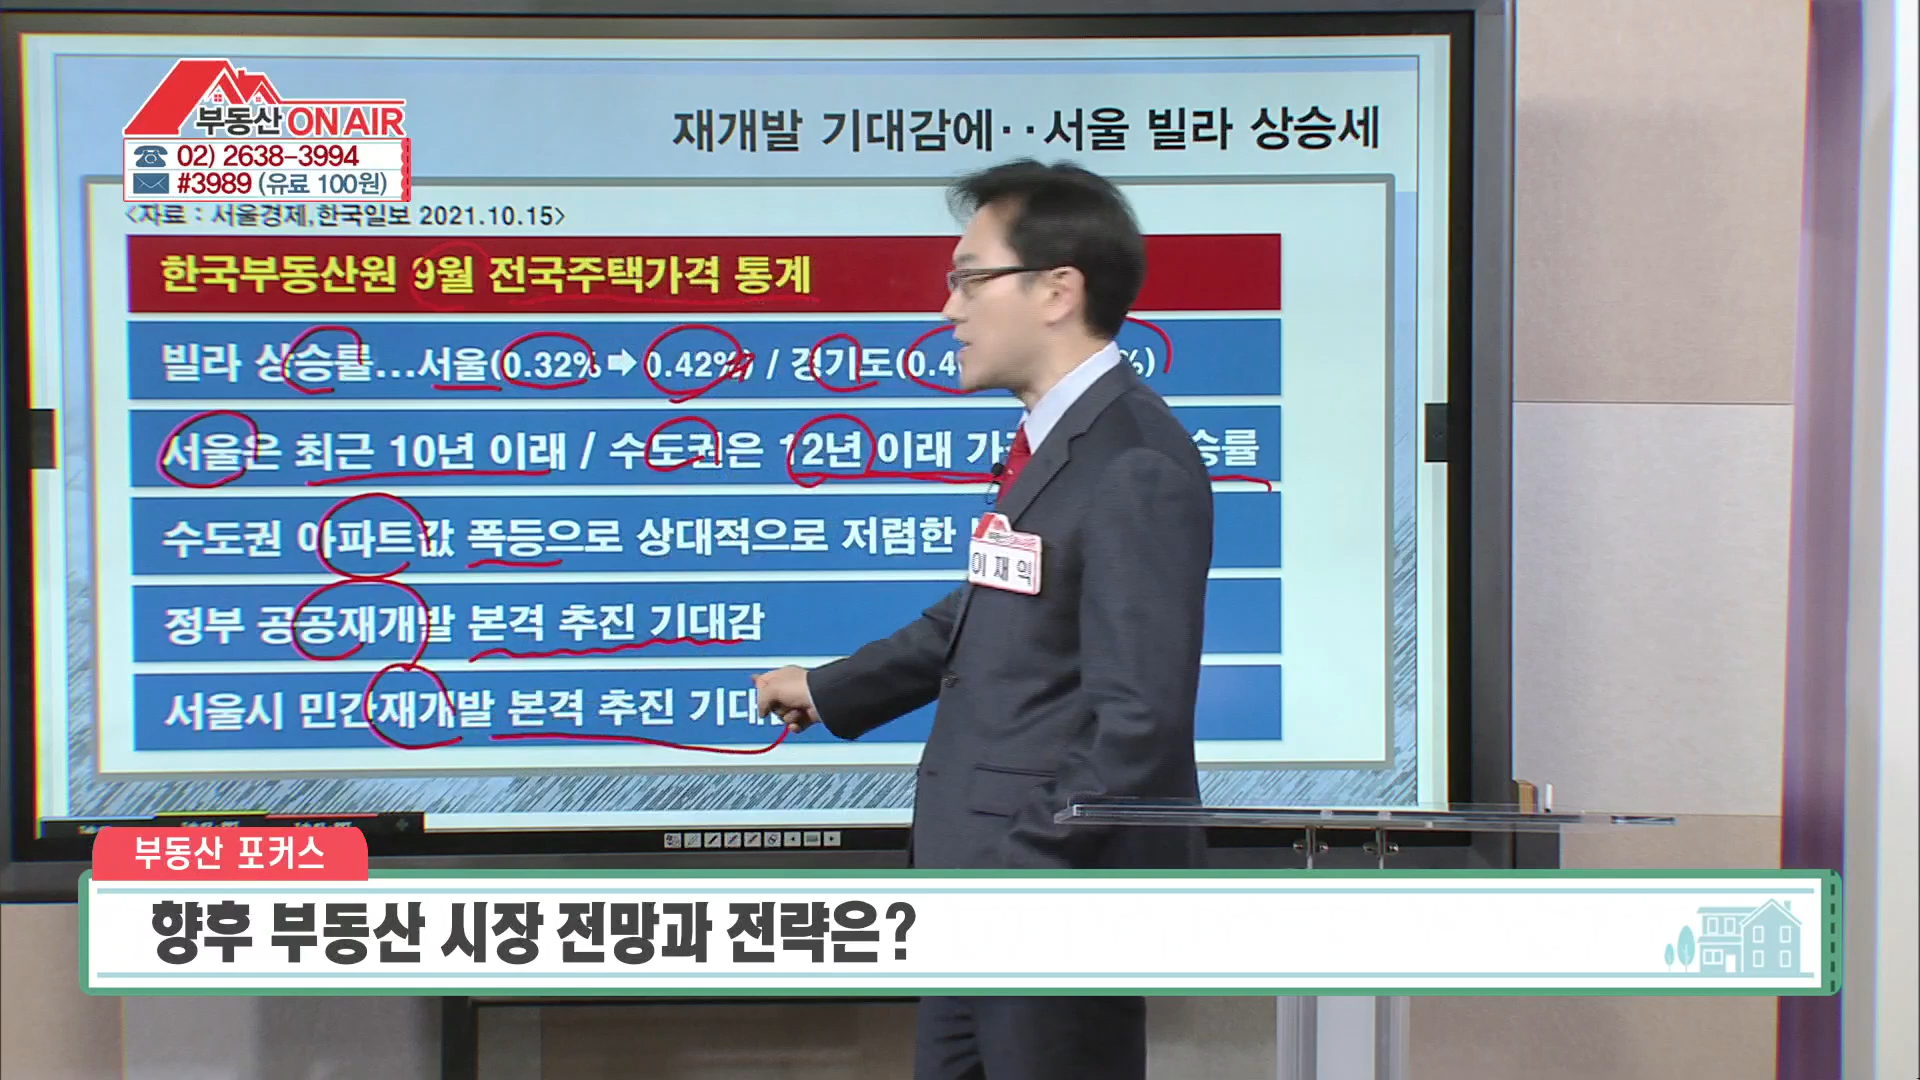 부동산 ON AIR
02) 2638-3994
#3989 (유료 100원)
재개발 기대감에‥서울 빌라 상승세
<자료 : 서울경제,한국일보 2021.10.15>
한국부동산원 9월 전국주택가격 통계
빌라 상승률…서울(0.32% ➡ 0.42%) / 경기도(0.4 %)
서울은 최근 10년 이래 / 수도권은 12년 이래 승률
수도권 아파트값 폭등으로 상대적으로 저렴한
정부 공공재개발 본격 추진 기대감
서울시 민간재개발 본격 추진 기대
이재익
부동산 포커스
향후 부동산 시장 전망과 전략은?